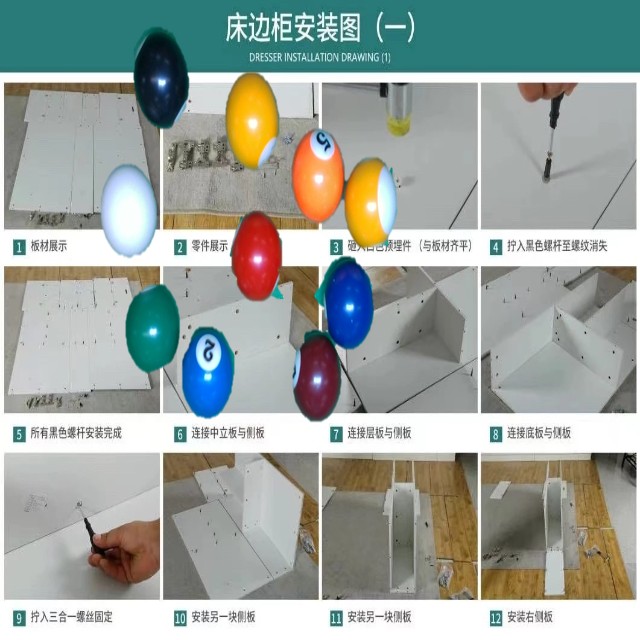 床边柜安装图（一）
DRESSER INSTALLATION DRAWING (1)
1 板材展示
2 零件展示
3 预埋件（与板材齐平）
4 拧入黑色螺杆至螺纹消失
5
2
5 所有黑色螺杆安装完成
6 连接中立板与侧板
7 连接层板与侧板
8 连接底板与侧板
9 拧入三合一螺丝固定
10 安装另一块侧板
11 安装另一块侧板
12 安装右侧板